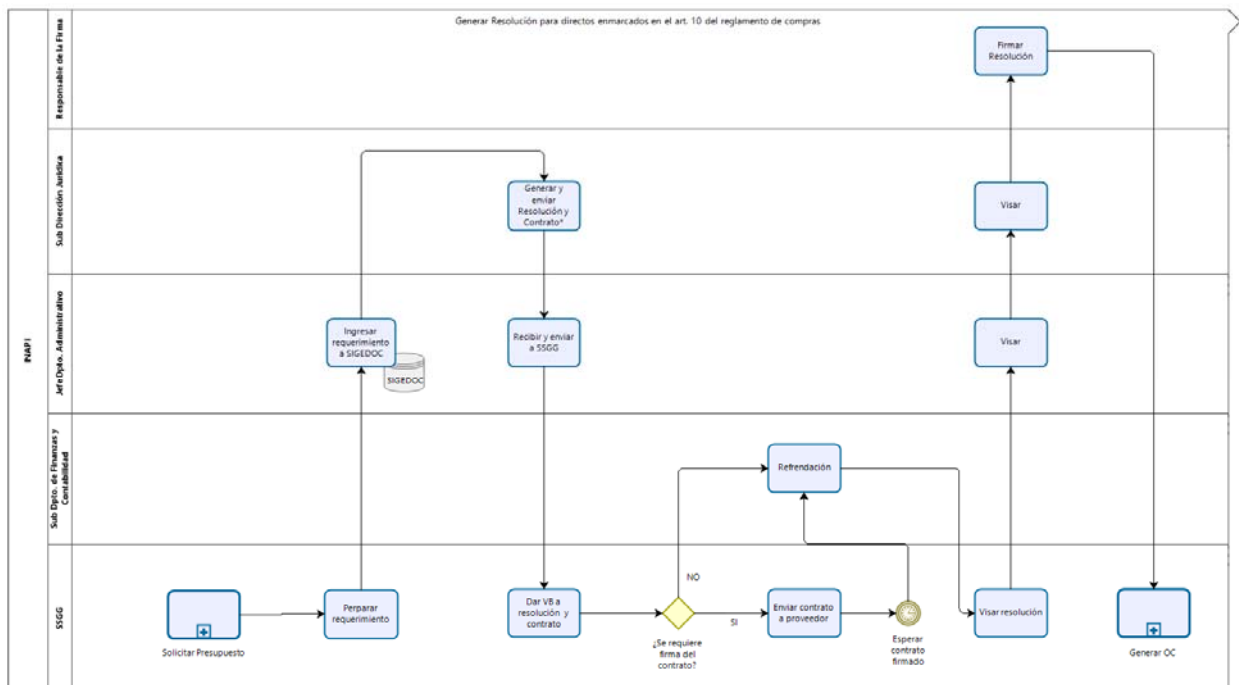 Generar Resolución para directos enmarcados en el art. 10 del reglamento de compras
INAPI
Responsable de la Firma
Firmar
Resolución
Sub Dirección Jurídica
Generar y
enviar
Resolución y
Contrato*
Visar
Jefe Dpto. Administrativo
Ingresar
requerimiento
a SIGEDOC
SIGEDOC
Recibir y enviar
a SSGG
Visar
Sub Dpto. de Finanzas y
Contabilidad
Refrendación
SSGG
Solicitar Presupuesto
Perparar
requerimiento
Dar VB a
resolución y
contrato
NO
SI
¿Se requiere
firma del
contrato?
Enviar contrato
a proveedor
Esperar
contrato
firmado
Visar resolución
Generar OC